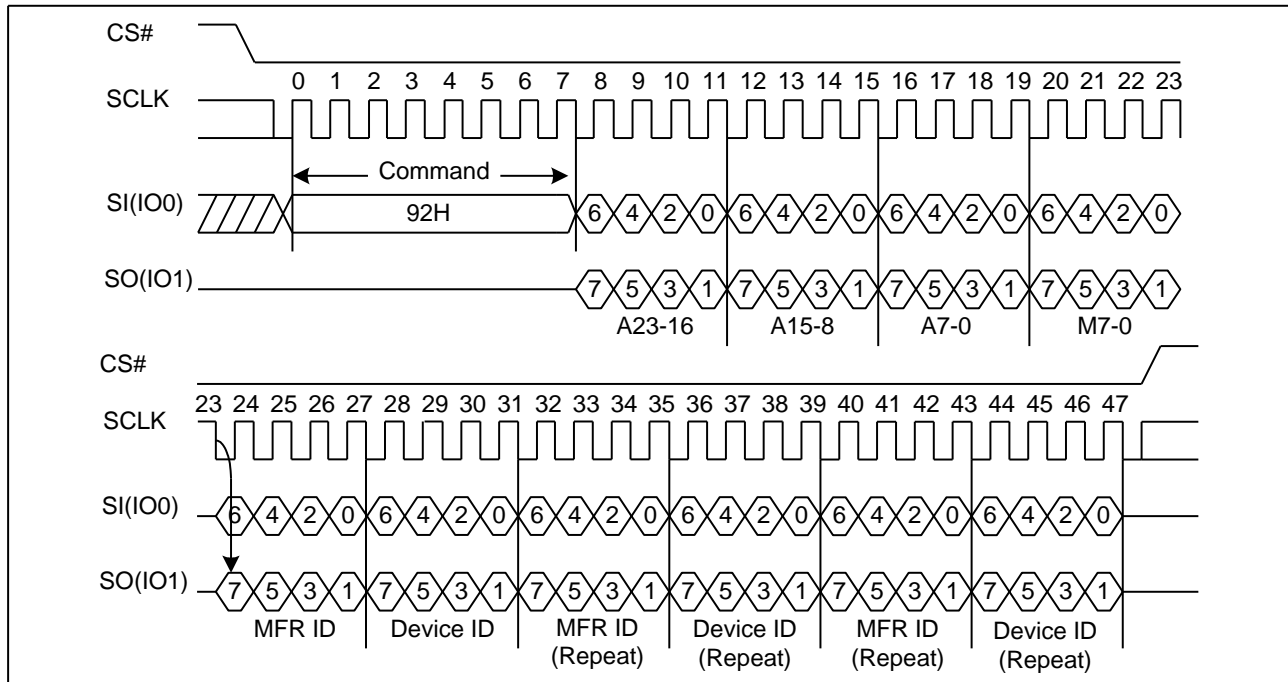 CS#
0 1 2 3 4 5 6 7 8 9 10 11 12 13 14 15 16 17 18 19 20 21 22 23
SCLK
Command
SI(IO0) 92H 6 4 2 0 6 4 2 0 6 4 2 0 6 4 2 0
SO(IO1) 7 5 3 1 7 5 3 1 7 5 3 1 7 5 3 1
A23-16 A15-8 A7-0 M7-0
CS#
23 24 25 26 27 28 29 30 31 32 33 34 35 36 37 38 39 40 41 42 43 44 45 46 47
SCLK
SI(IO0) 6 4 2 0 6 4 2 0 6 4 2 0 6 4 2 0 6 4 2 0 6 4 2 0
SO(IO1) 7 5 3 1 7 5 3 1 7 5 3 1 7 5 3 1 7 5 3 1 7 5 3 1
MFR ID Device ID MFR ID Device ID MFR ID Device ID
(Repeat) (Repeat) (Repeat) (Repeat)